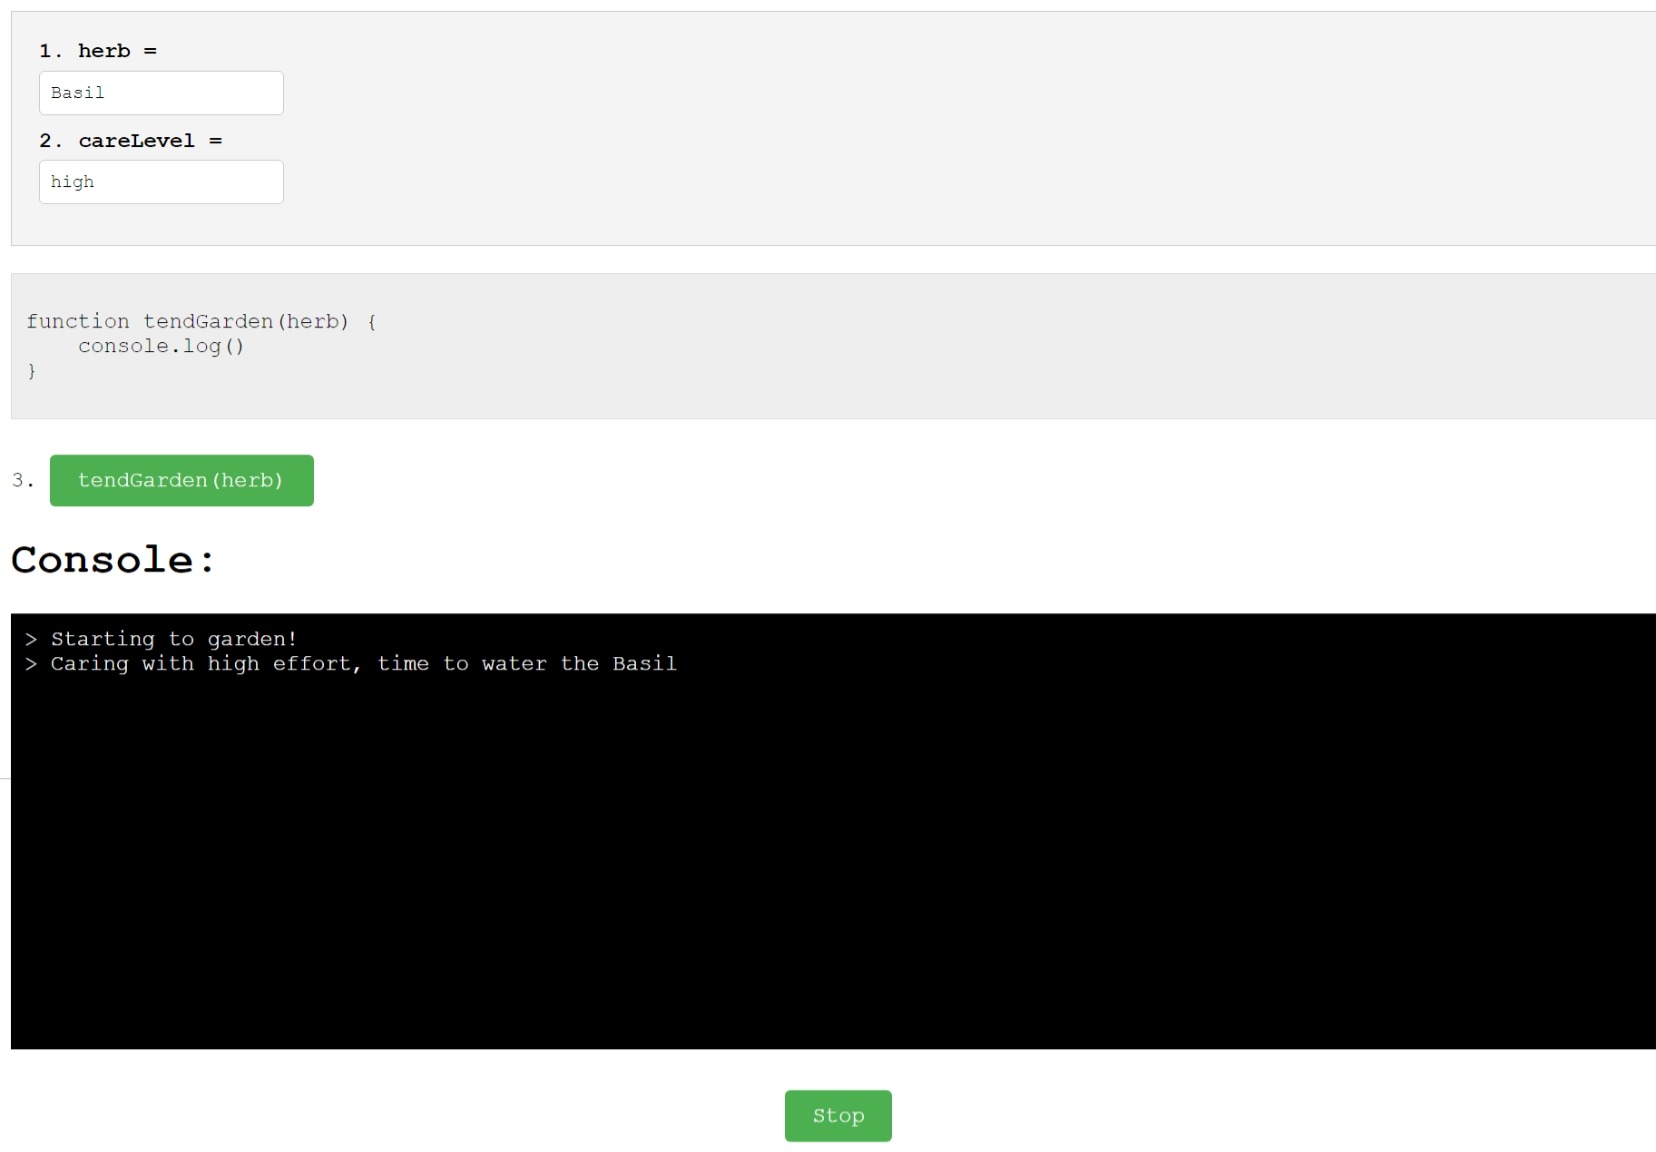 1. herb =
Basil
2. careLevel =
high
function tendGarden(herb) {
    console.log()
}
3. tendGarden(herb)
Console:
> Starting to garden!
> Caring with high effort, time to water the Basil
Stop